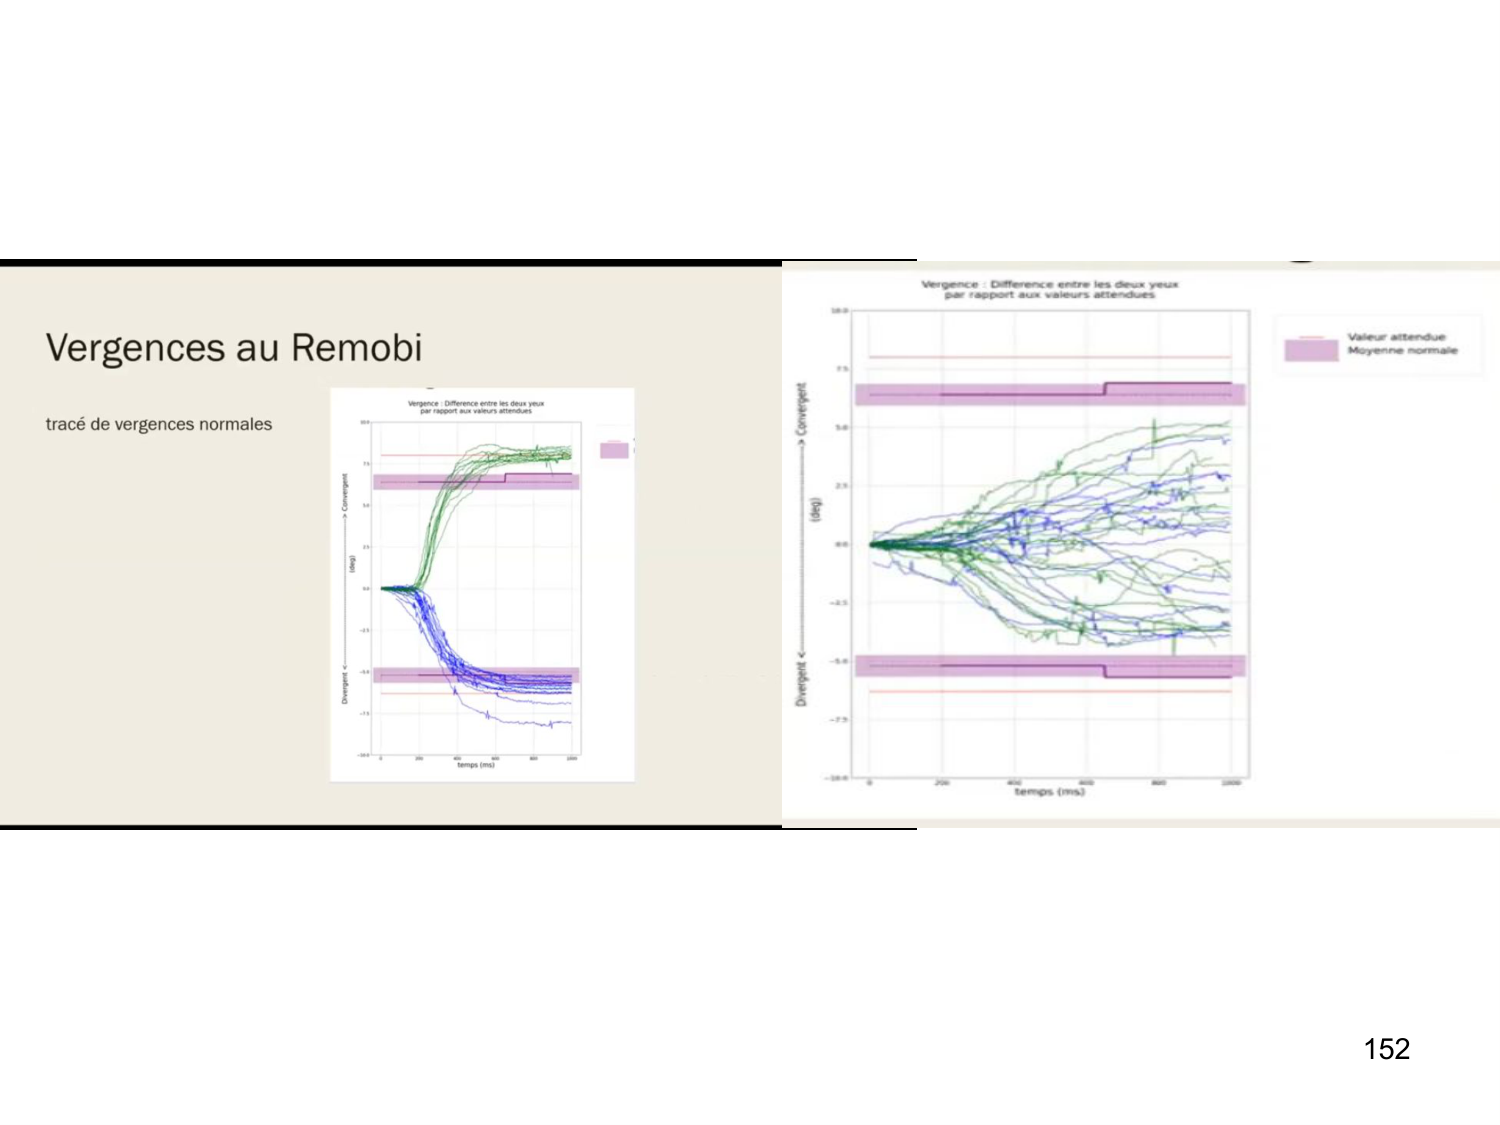 Vergences au Remobi
tracé de vergences normales
Vergence : Difference entre les deux yeux
par rapport aux valeurs attendues
10.0
7.5
5.0
2.5
0.0
−2.5
−5.0
−7.5
−10.0
Divergent <--------------------> Convergent
(deg)
0
200
400
600
800
1000
temps (ms)
Vergence : Difference entre les deux yeux
par rapport aux valeurs attendues
10.0
7.5
5.0
2.5
0.0
−2.5
−5.0
−7.5
−10.0
Divergent <--------------------> Convergent
(deg)
0
200
400
600
800
1000
temps (ms)
Valeur attendue
Moyenne normale
152